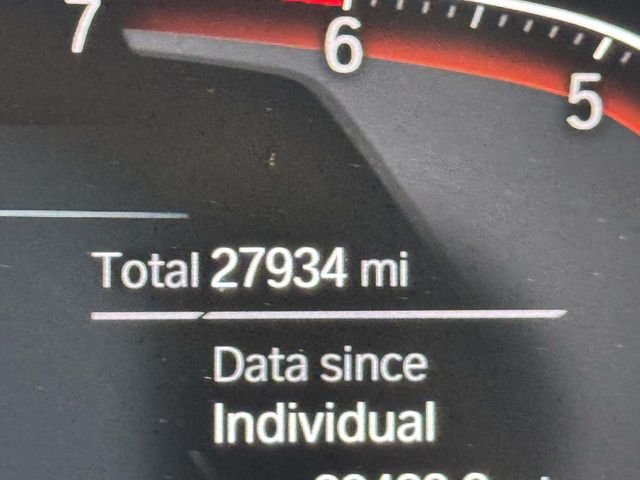 7
6
5
Total 27934 mi
Data since
Individual